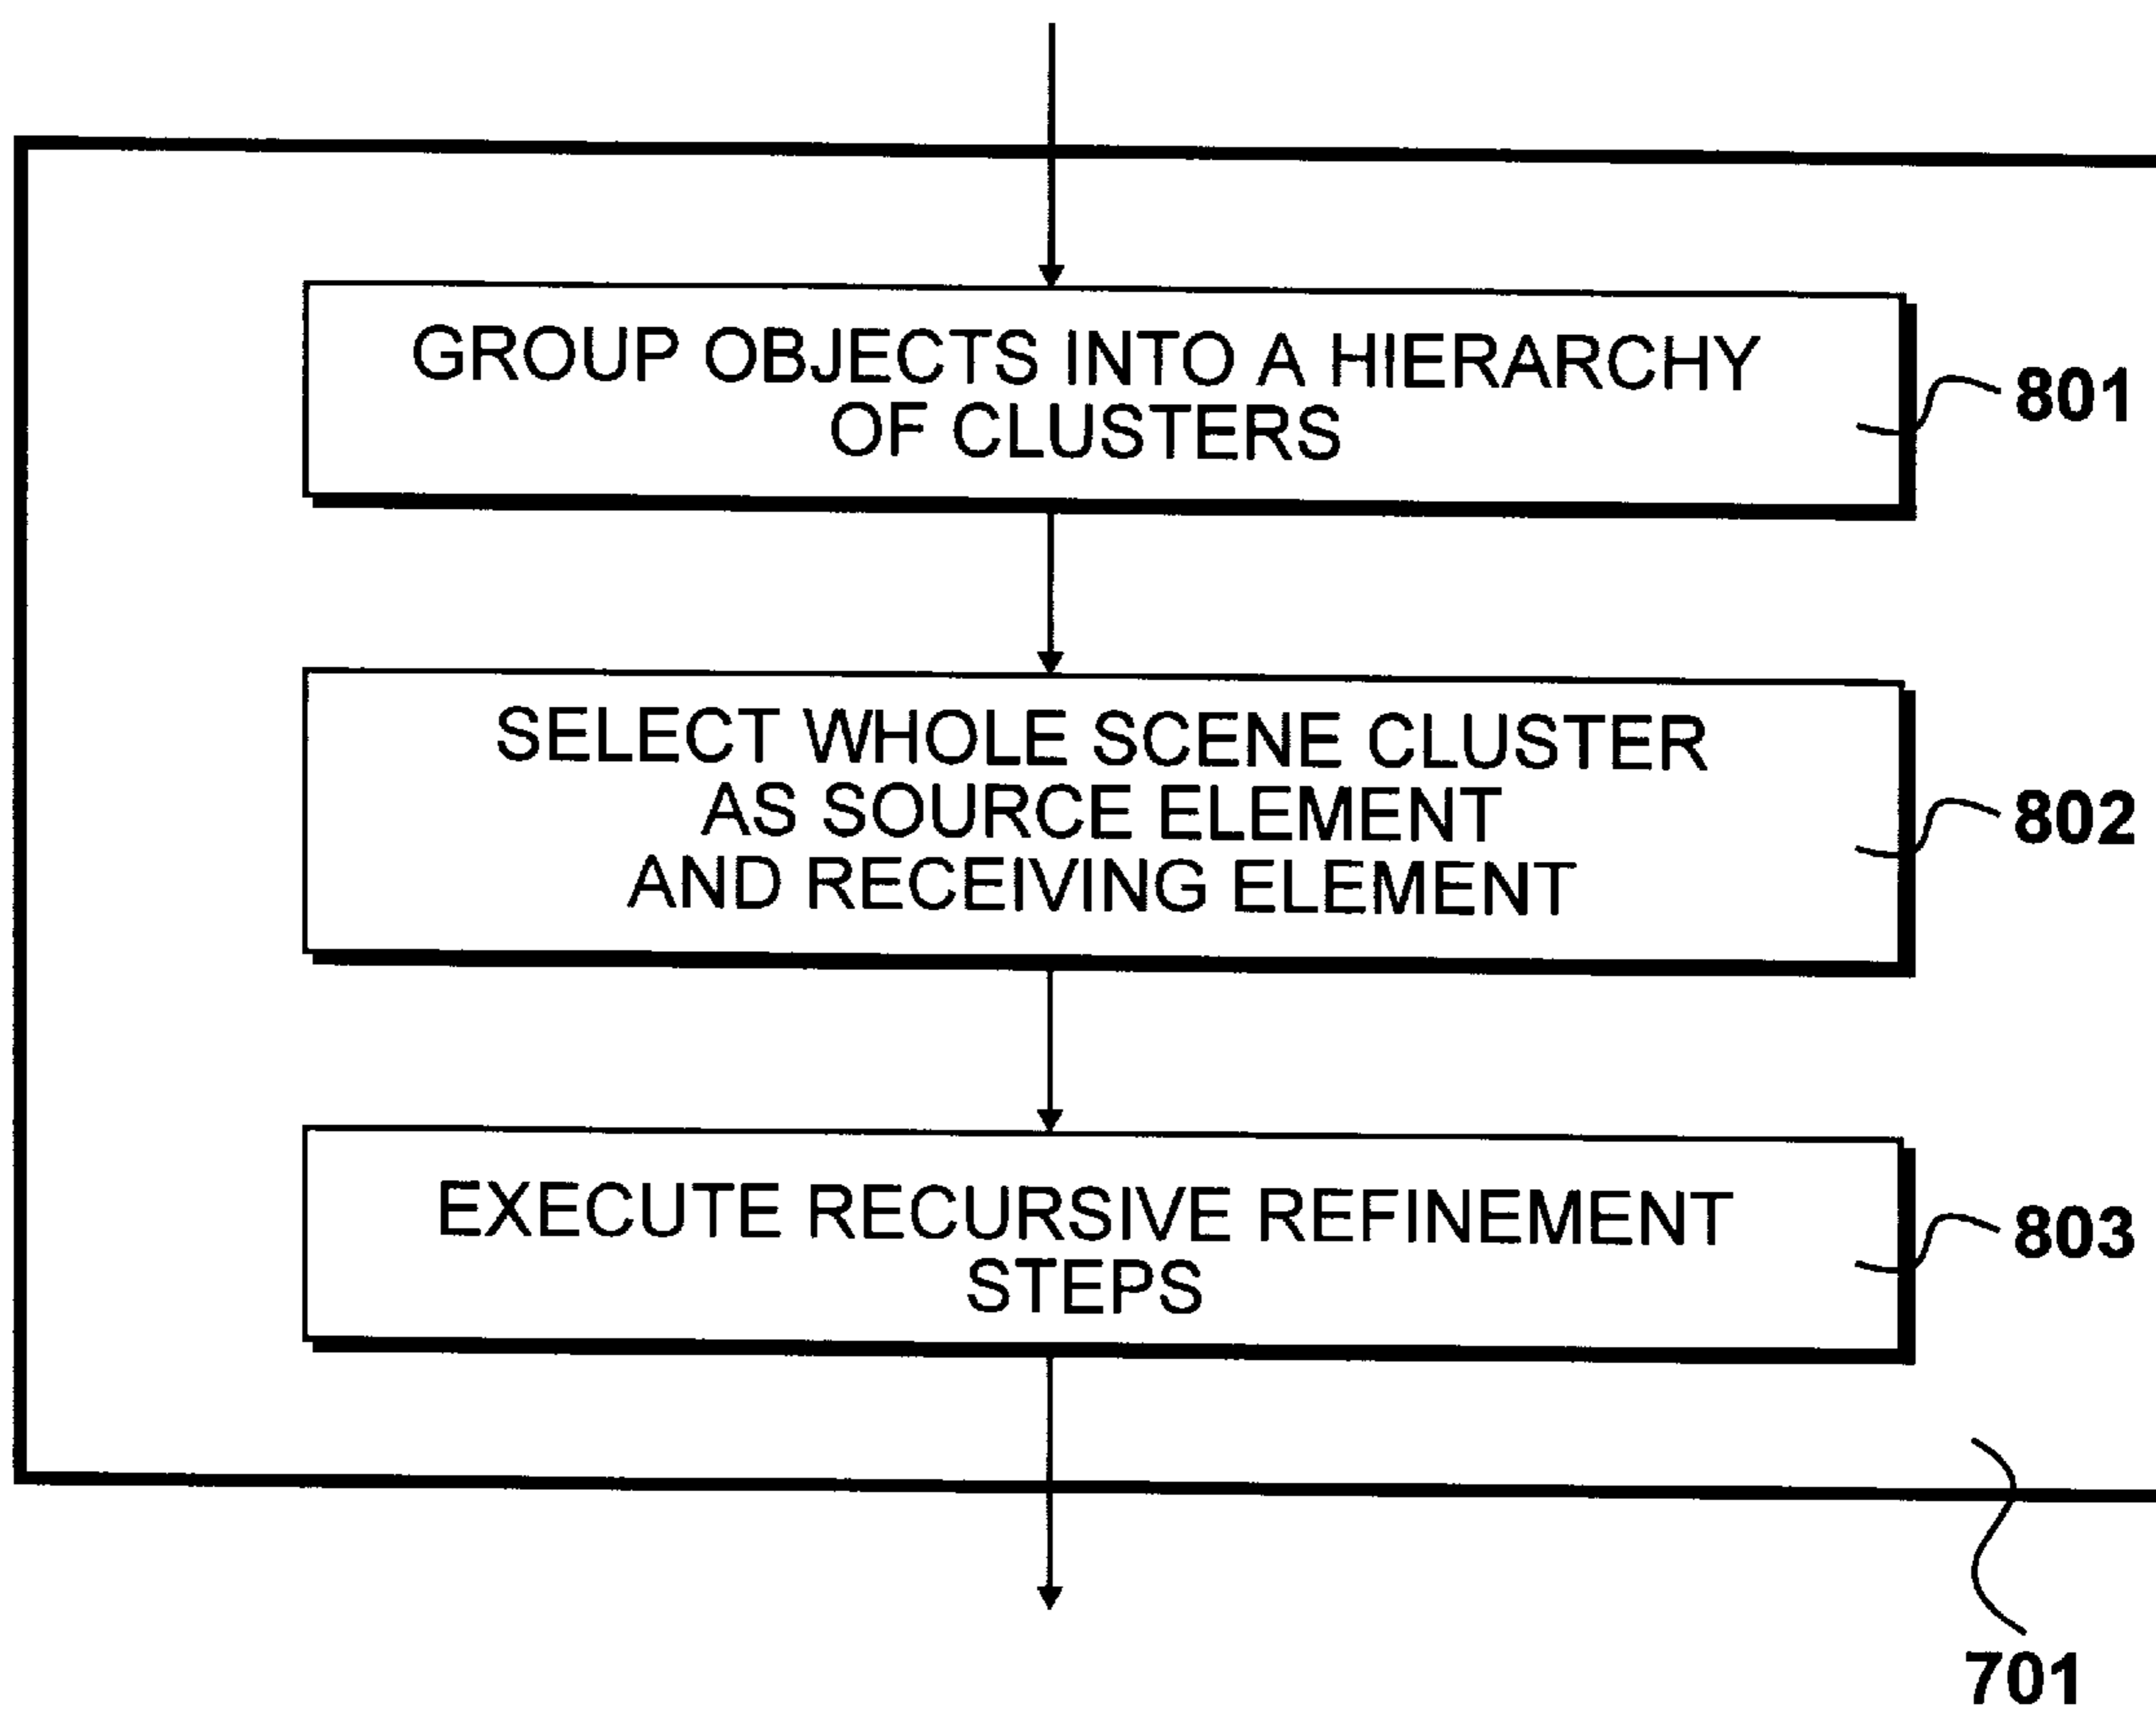 GROUP OBJECTS INTO A HIERARCHY
OF CLUSTERS
801
SELECT WHOLE SCENE CLUSTER
AS SOURCE ELEMENT
AND RECEIVING ELEMENT
802
EXECUTE RECURSIVE REFINEMENT
STEPS
803
701